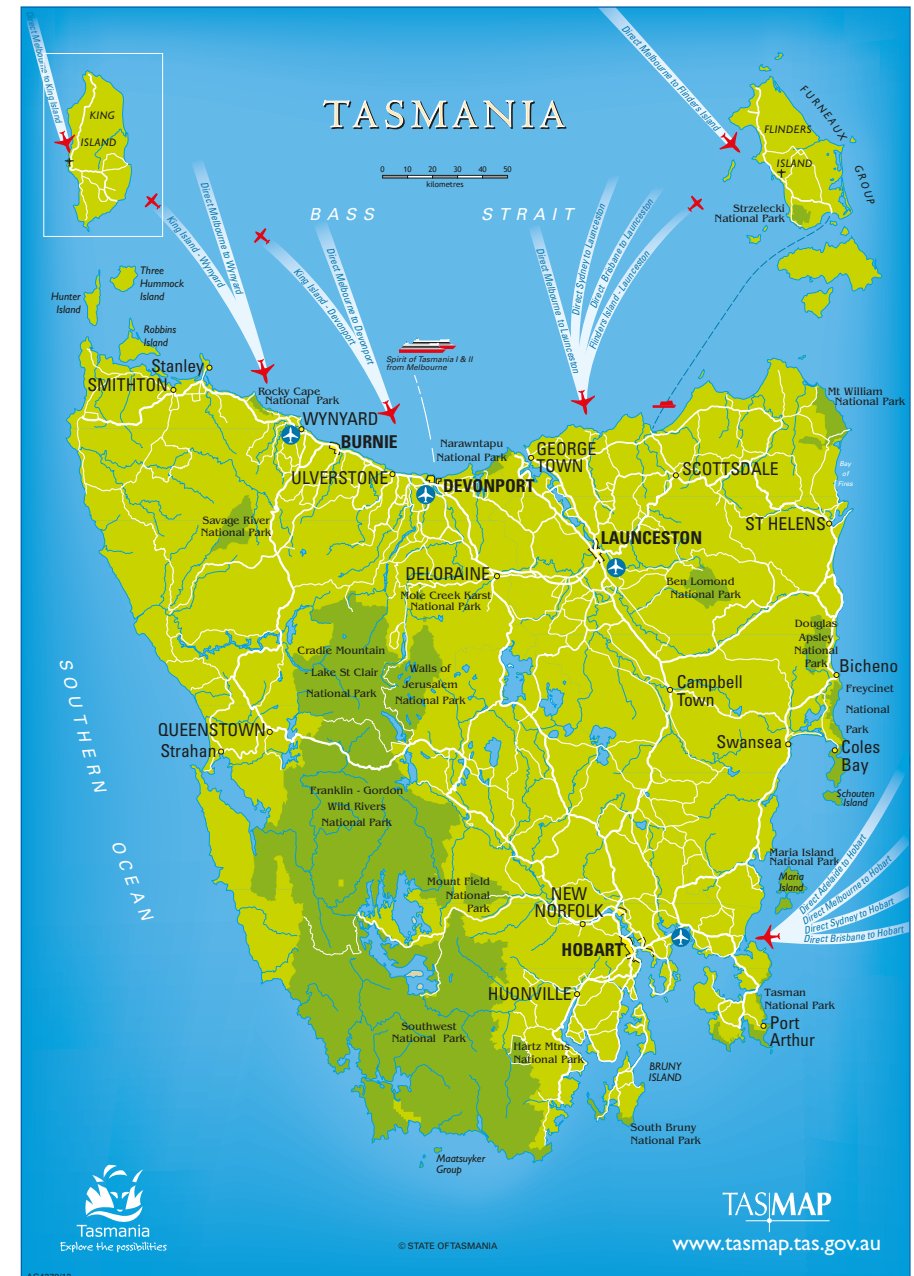 Direct Melbourne to King Island
Direct Melbourne to Flinders Island
KING
ISLAND
TASMANIA
FURNEAUX
GROUP
FLINDERS
ISLAND
0 10 20 30 40 50
kilometres
Strzelecki
National Park
BASS STRAIT
King Island - Wynyard
Direct Melbourne to Wynyard
King Island - Devonport
Direct Melbourne to Devonport
Direct Melbourne to Launceston
Direct Sydney to Launceston
Direct Brisbane to Launceston
Flinders Island - Launceston
Three
Hummock
Island
Hunter
Island
Robbins
Island
Spirit of Tasmania I & II
from Melbourne
Stanley
SMITHTON
Rocky Cape
National Park
Mt William
National Park
WYNYARD
BURNIE
Narawntapu
National Park
GEORGE
TOWN
ULVERSTONE
DEVONPORT
SCOTTSDALE
Bay
of
Fires
Savage River
National Park
ST HELENS
LAUNCESTON
DELORAINE
Mole Creek Karst
National Park
Ben Lomond
National Park
Douglas
Apsley
National
Park
Cradle Mountain
- Lake St Clair
National Park
Walls of
Jerusalem
National Park
Bicheno
Campbell
Town
Freycinet
National
Park
QUEENSTOWN
Strahan
Swansea
Coles
Bay
SOUTHERN
OCEAN
Franklin - Gordon
Wild Rivers
National Park
Schouten
Island
Maria Island
National Park
Maria
Island
Direct Adelaide to Hobart
Direct Melbourne to Hobart
Direct Sydney to Hobart
Direct Brisbane to Hobart
Mount Field
National
Park
NEW
NORFOLK
HOBART
HUONVILLE
Tasman
National Park
Port
Arthur
Southwest
National Park
Hartz Mtns
National Park
BRUNY
ISLAND
South Bruny
National Park
Maatsuyker
Group
Tasmania
Explore the possibilities
© STATE OF TASMANIA
TASMAP
www.tasmap.tas.gov.au